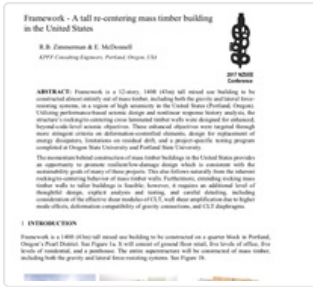 Framework - A tall re-centering mass timber building
in the United States
R.B. Zimmerman & E. McDonnell
KPFF Consulting Engineers, Portland, Oregon, USA
2017 NZSEE
Conference
ABSTRACT: Framework is a 12-story, 140ft (43m) tall mixed use building to be
constructed almost entirely out of mass timber, including both the gravity and lateral force-
resisting systems, in a region of high seismicity in the United States (Portland, Oregon).
Utilizing performance-based seismic design and nonlinear response history analysis, the
structure's rocking/re-centering cross laminated timber walls were designed for enhanced,
beyond-code-level seismic objectives. These enhanced objectives were targeted through
more stringent criteria on deformation-controlled elements, design for replacement of
energy dissipaters, limitations on residual drift, and a project-specific testing program
completed at Oregon State University and Portland State University.
The momentum behind construction of mass timber buildings in the United States provides
an opportunity to promote resilient/low-damage design which is consistent with the
sustainability goals of many of these projects. This also follows naturally from the inherent
rocking/re-centering behavior of mass timber walls. Furthermore, extending rocking mass
timber walls to taller buildings is feasible; however, it requires an additional level of
thoughtful design, explicit analysis and testing, and careful detailing, including
consideration of the effective shear modulus of CLT, wall shear amplification due to higher
mode effects, deformation compatibility of gravity connections, and CLT diaphragms.
1 INTRODUCTION
Framework is a 140ft (43m) tall mixed use building to be constructed on a quarter block in Portland,
Oregon's Pearl District. See Figure 1a. It will consist of ground floor retail, five levels of office, five
levels of residential, and a penthouse. The entire superstructure will be constructed of mass timber,
including both the gravity and lateral force-resisting systems. See Figure 1b.